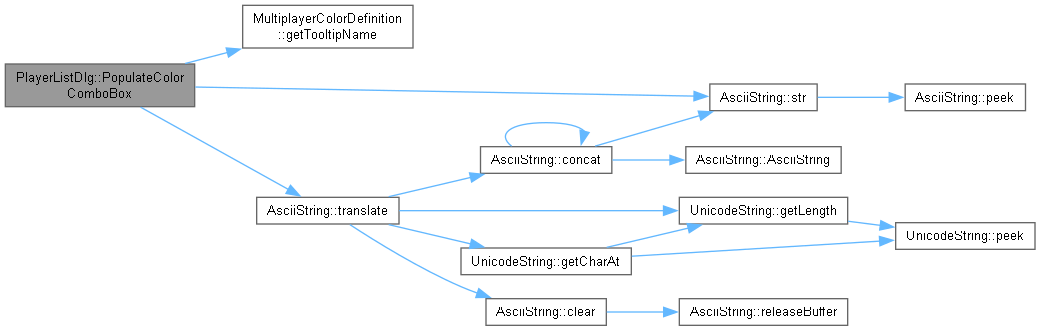 MultiplayerColorDefinition
::getTooltipName
PlayerListDlg::PopulateColor
ComboBox
AsciiString::str
AsciiString::peek
AsciiString::concat
AsciiString::AsciiString
AsciiString::translate
UnicodeString::getLength
UnicodeString::peek
UnicodeString::getCharAt
AsciiString::clear
AsciiString::releaseBuffer